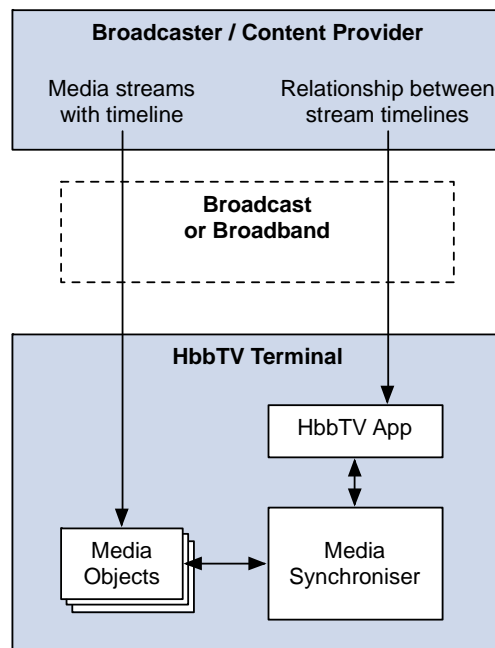 Broadcaster / Content Provider
Media streams
with timeline
Relationship between
stream timelines
Broadcast
or Broadband
HbbTV Terminal
HbbTV App
Media
Objects
Media
Synchroniser